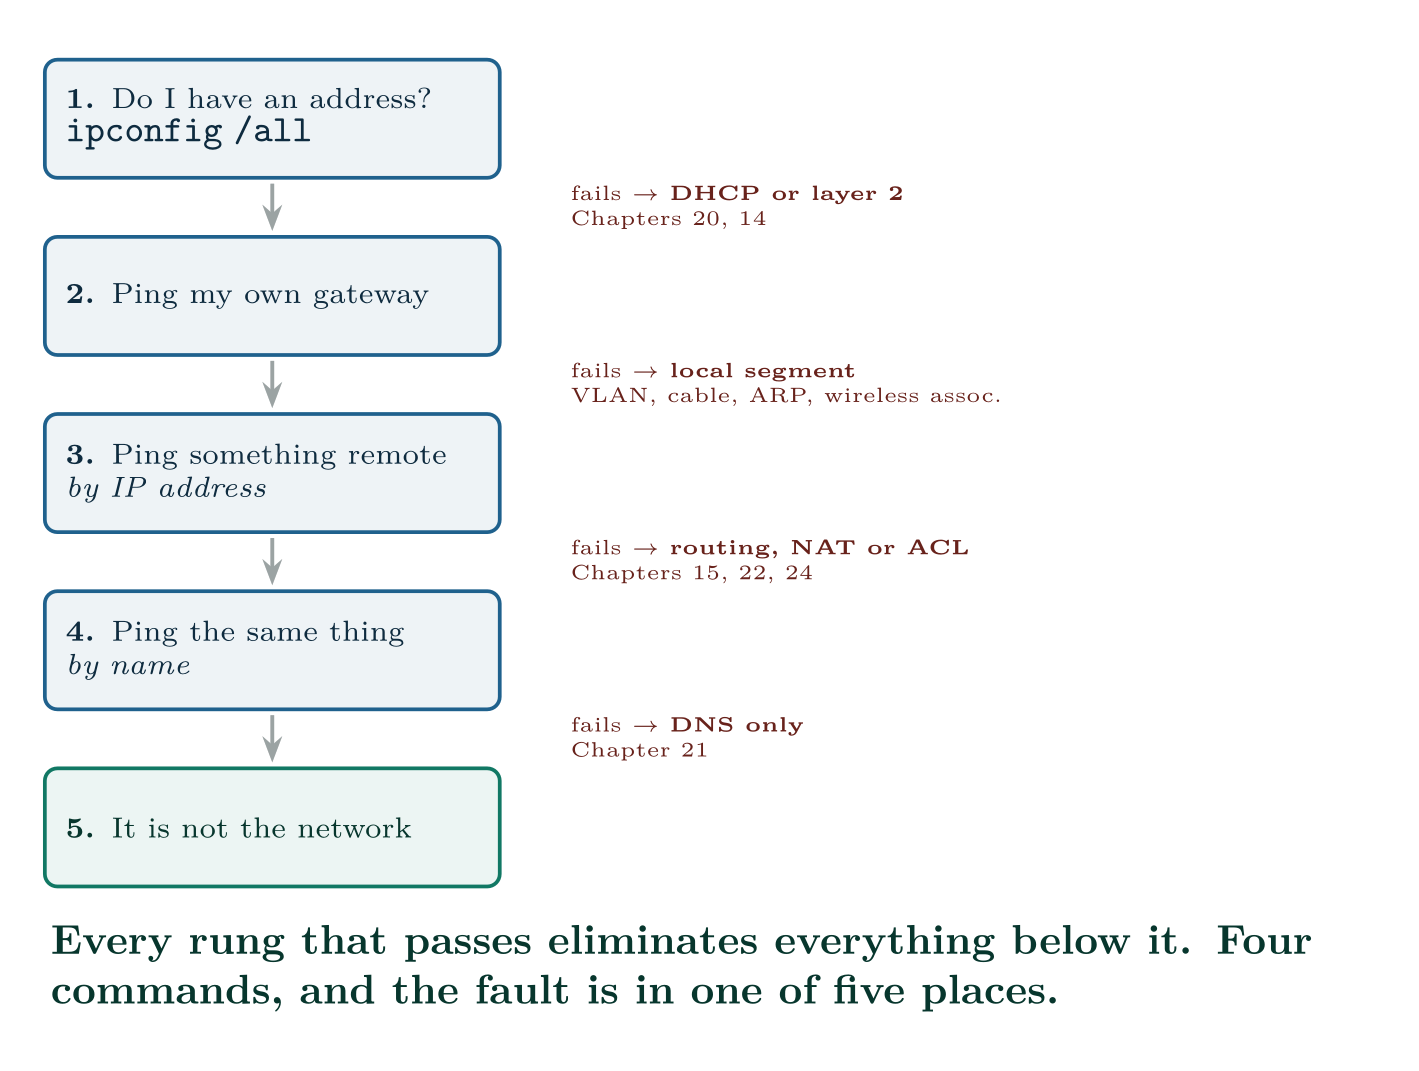 1. Do I have an address?
ipconfig /all
fails → DHCP or layer 2
Chapters 20, 14
2. Ping my own gateway
fails → local segment
VLAN, cable, ARP, wireless assoc.
3. Ping something remote
by IP address
fails → routing, NAT or ACL
Chapters 15, 22, 24
4. Ping the same thing
by name
fails → DNS only
Chapter 21
5. It is not the network
Every rung that passes eliminates everything below it. Four
commands, and the fault is in one of five places.